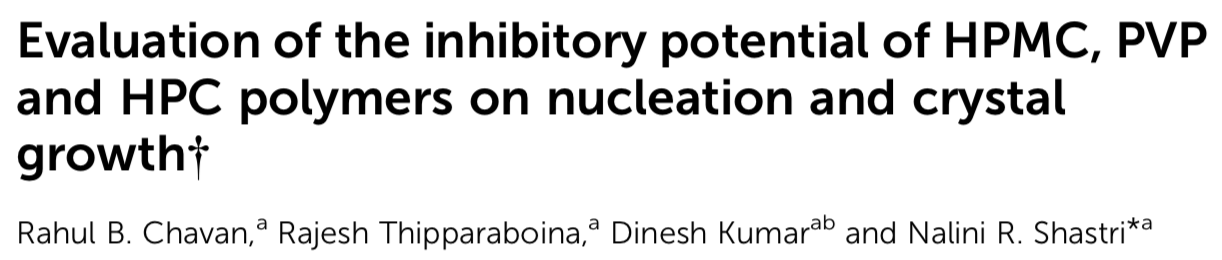 Evaluation of the inhibitory potential of HPMC, PVP
and HPC polymers on nucleation and crystal
growth†
Rahul B. Chavan,ᵃ Rajesh Thipparaboina,ᵃ Dinesh Kumarᵃᵇ and Nalini R. Shastri*ᵃ